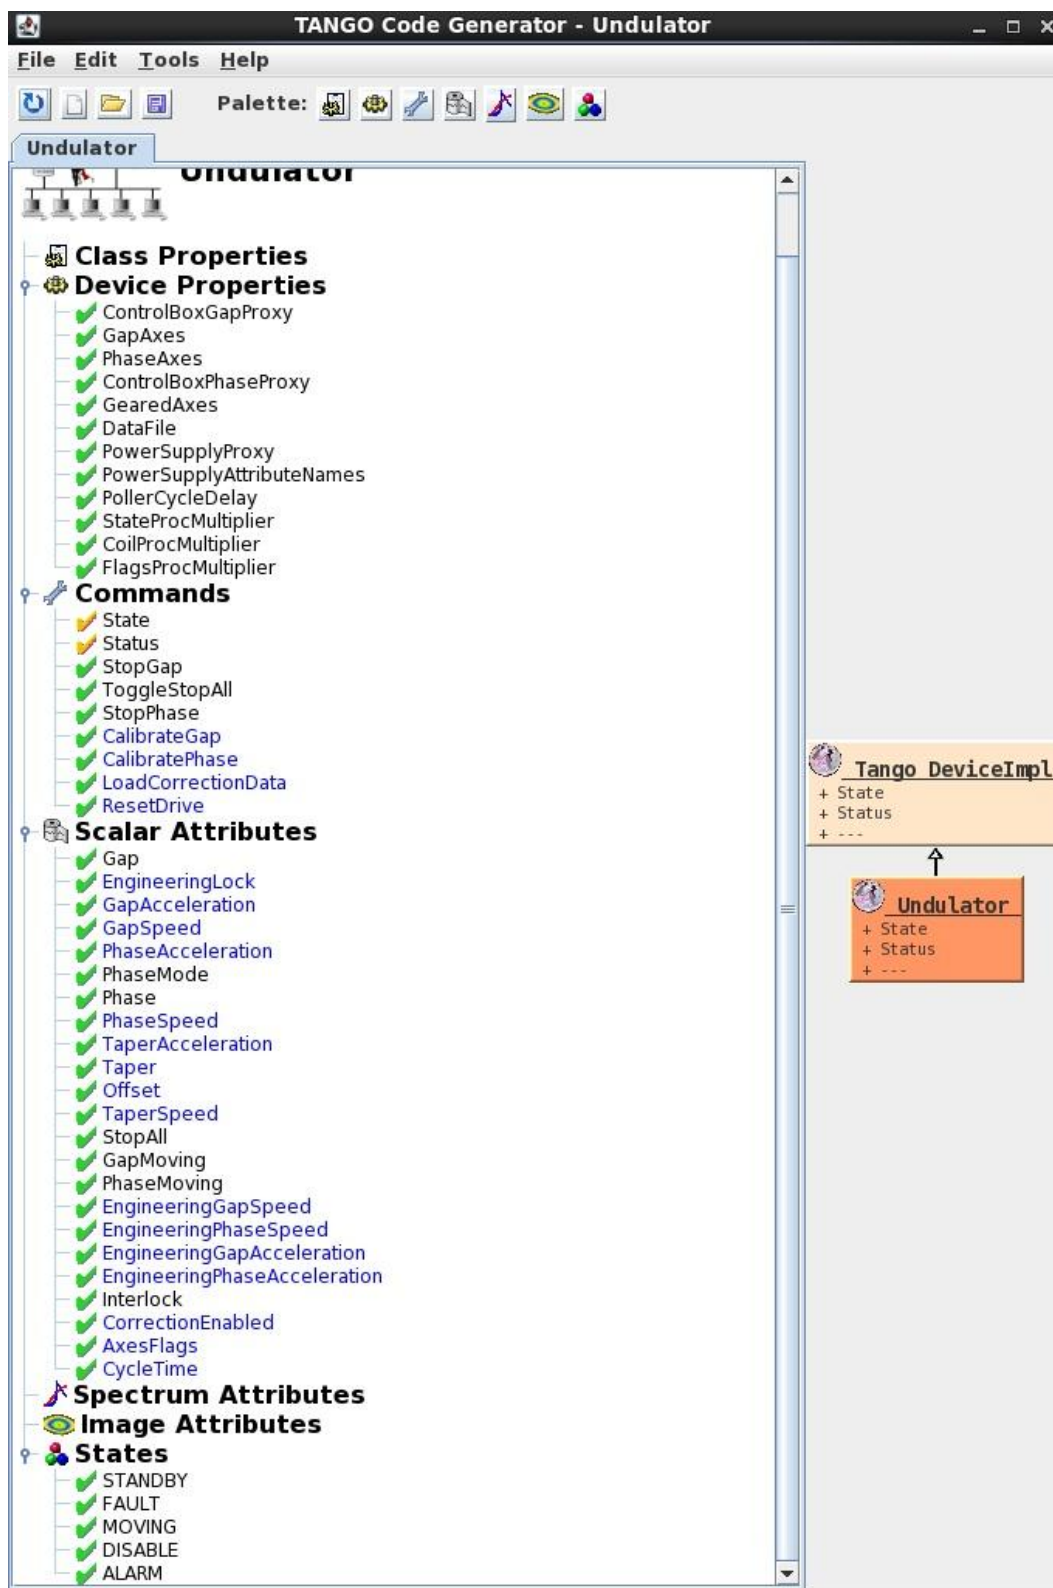 TANGO Code Generator - Undulator
File Edit Tools Help
Palette:
Undulator
Undulator
Class Properties
Device Properties
ControlBoxGapProxy
GapAxes
PhaseAxes
ControlBoxPhaseProxy
GearedAxes
DataFile
PowerSupplyProxy
PowerSupplyAttributeNames
PollerCycleDelay
StateProcMultiplier
CoilProcMultiplier
FlagsProcMultiplier
Commands
State
Status
StopGap
ToggleStopAll
StopPhase
CalibrateGap
CalibratePhase
LoadCorrectionData
ResetDrive
Scalar Attributes
Gap
EngineeringLock
GapAcceleration
GapSpeed
PhaseAcceleration
PhaseMode
Phase
PhaseSpeed
TaperAcceleration
Taper
Offset
TaperSpeed
StopAll
GapMoving
PhaseMoving
EngineeringGapSpeed
EngineeringPhaseSpeed
EngineeringGapAcceleration
EngineeringPhaseAcceleration
Interlock
CorrectionEnabled
AxesFlags
CycleTime
Spectrum Attributes
Image Attributes
States
STANDBY
FAULT
MOVING
DISABLE
ALARM
Tango DeviceImpl
+ State
+ Status
+ ---
Undulator
+ State
+ Status
+ ---